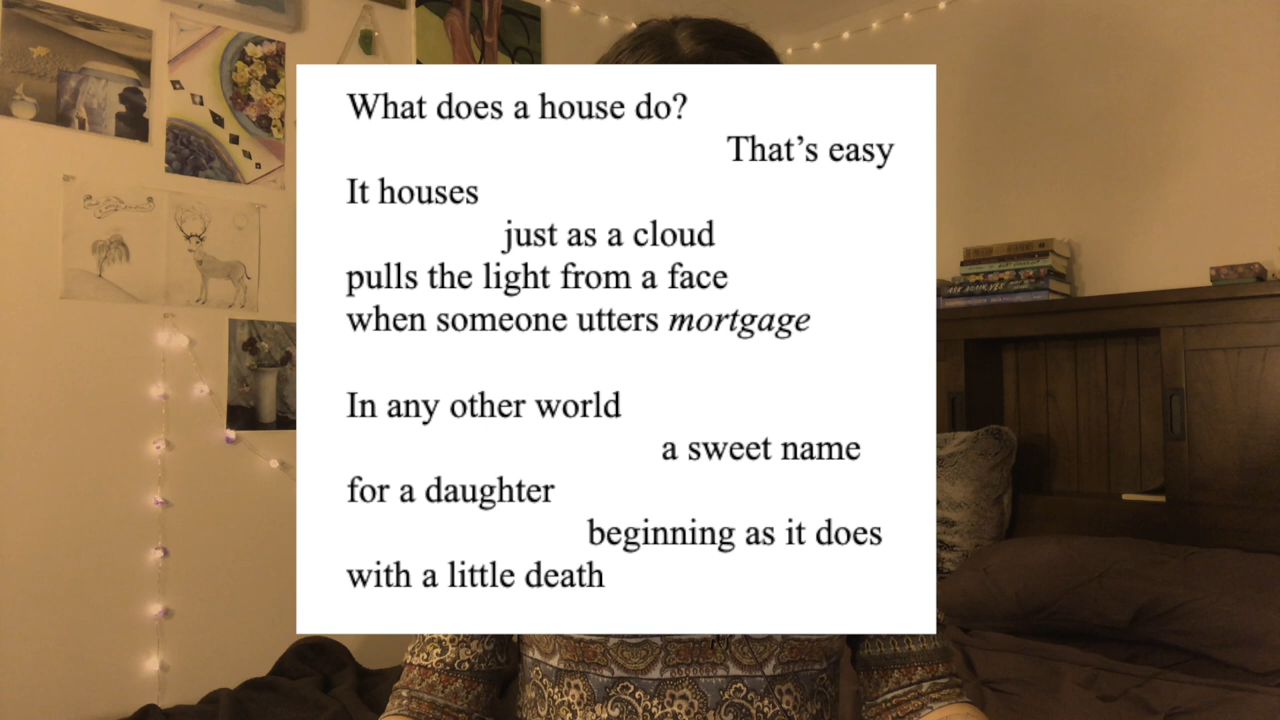 What does a house do?
That’s easy
It houses
just as a cloud
pulls the light from a face
when someone utters mortgage
In any other world
a sweet name
for a daughter
beginning as it does
with a little death